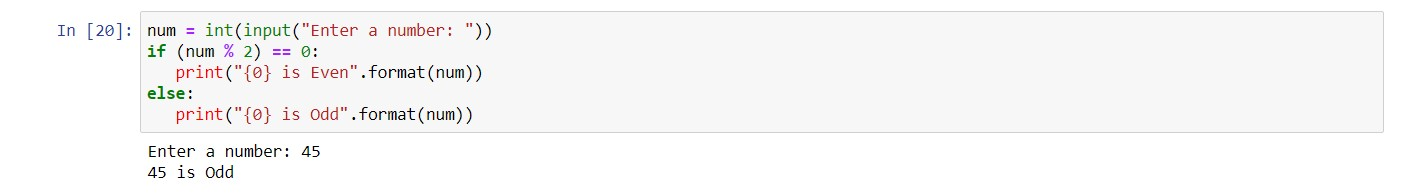 In [20]: num = int(input("Enter a number: "))
if (num % 2) == 0:
   print("{0} is Even".format(num))
else:
   print("{0} is Odd".format(num))
Enter a number: 45
45 is Odd